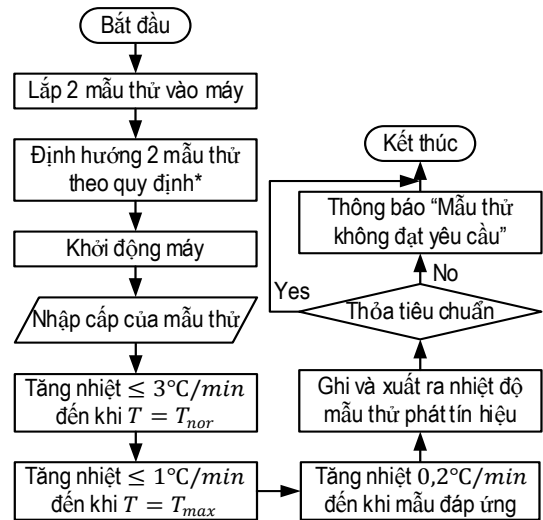 Bắt đầu
Lắp 2 mẫu thử vào máy
Định hướng 2 mẫu thử
theo quy định*
Khởi động máy
Nhập cấp của mẫu thử
Tăng nhiệt ≤ 3°C/min
đến khi T = Tnor
Tăng nhiệt ≤ 1°C/min
đến khi T = Tmax
Tăng nhiệt 0,2°C/min
đến khi mẫu đáp ứng
Ghi và xuất ra nhiệt độ
mẫu thử phát tín hiệu
Thỏa tiêu chuẩn
Yes
No
Thông báo “Mẫu thử
không đạt yêu cầu”
Kết thúc